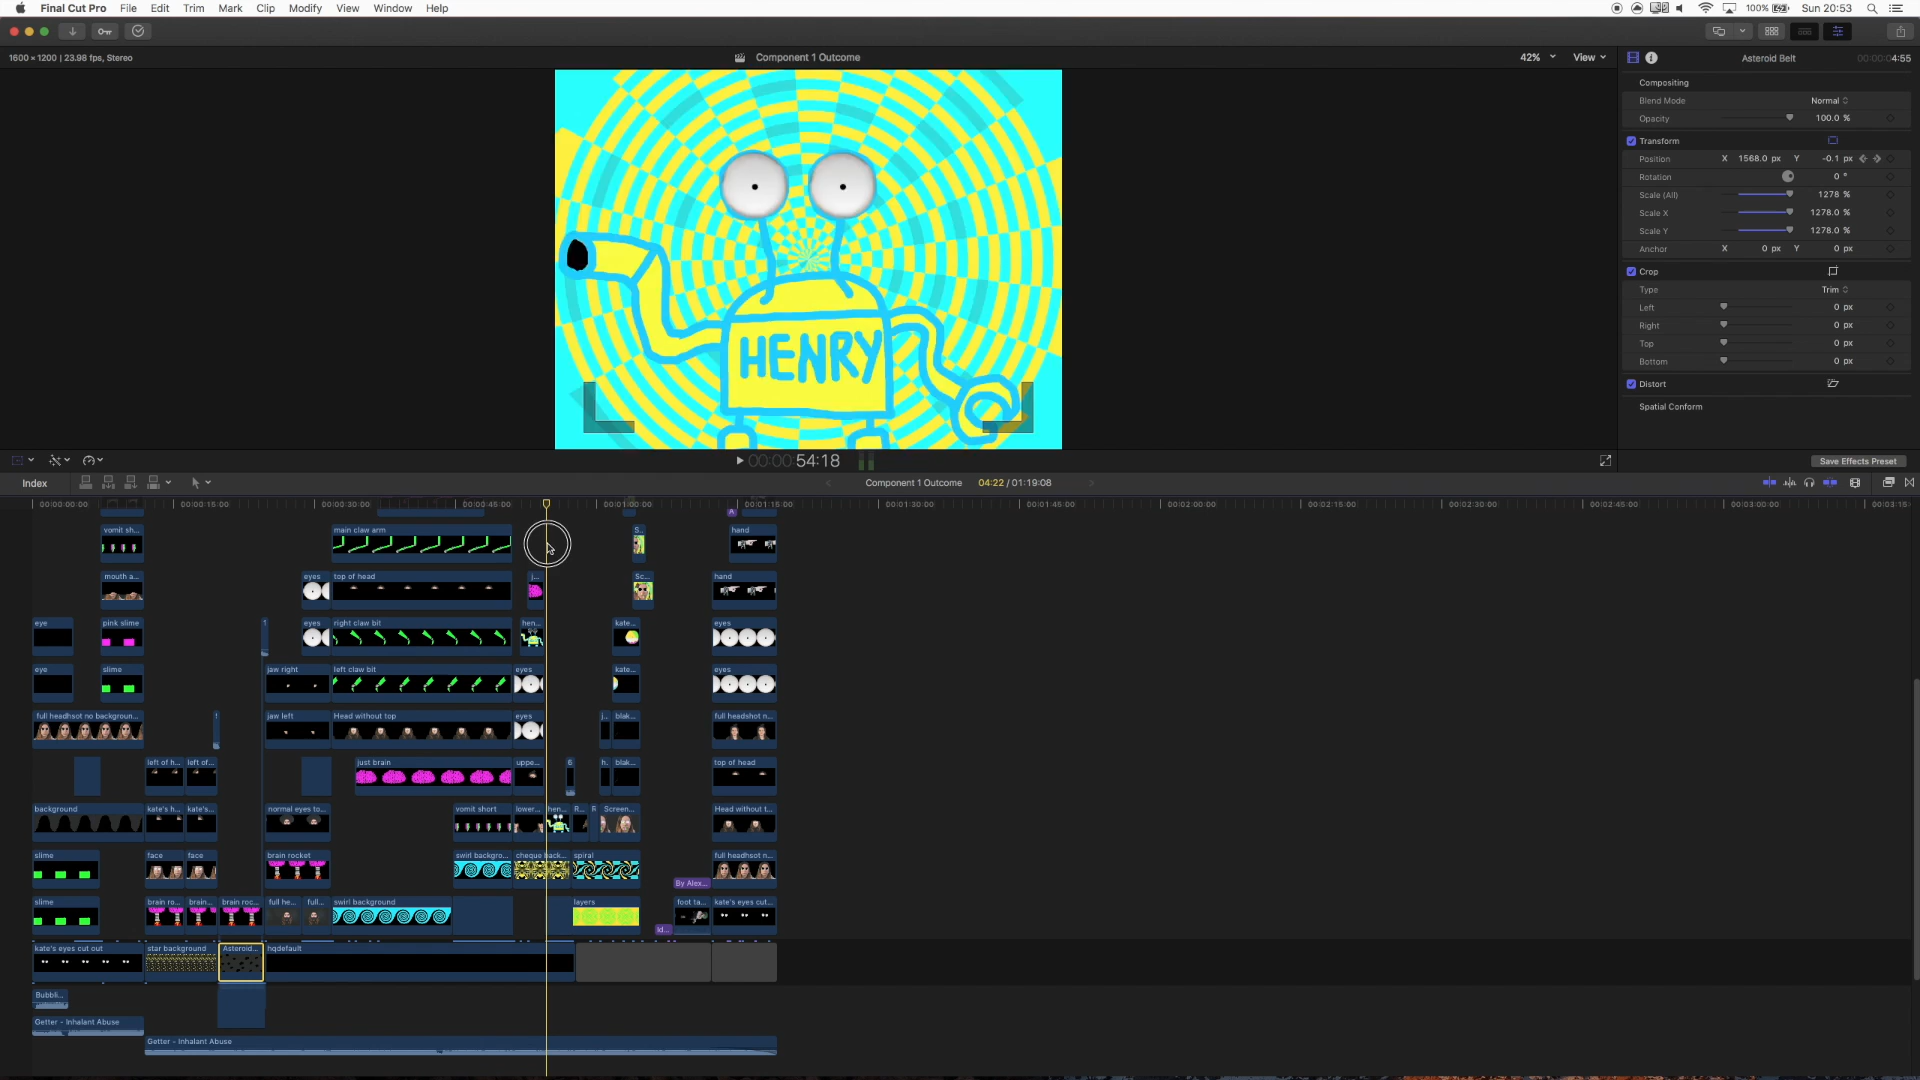 Final Cut Pro File Edit Trim Mark Clip Modify View Window Help 100% Sun 20:53
1600 × 1200 | 23.98 fps, Stereo Component 1 Outcome 42% View Asteroid Belt 00:00:04:55
Compositing
Blend Mode Normal
Opacity 100.0 %
Transform
Position X 1568.0 px Y -0.1 px
Rotation 0 °
Scale (All) 1278 %
Scale X 1278.0 %
Scale Y 1278.0 %
Anchor X 0 px Y 0 px
Crop
Type Trim
Left 0 px
Right 0 px
Top 0 px
Bottom 0 px
Distort
Spatial Conform
HENRY
00:00:54:18 Save Effects Preset
Index Component 1 Outcome 04:22 / 01:19:08
00:00:00:00 00:00:15:00 00:00:30:00 00:00:45:00 00:01:00:00 00:01:15:00 00:01:30:00 00:01:45:00 00:02:00:00 00:02:15:00 00:02:30:00 00:02:45:00 00:03:00:00 00:03:15:
A
vomit sh... main claw arm S.. hand
mouth a... eyes top of head j... Sc... hand
eye pink slime eyes right claw bit hen... kate... eyes
eye slime jaw right left claw bit eyes kate... eyes
full headhsot no backgroun... jaw left Head without top eyes j.. blak... full headshot n...
left of h... left of... just brain uppe... 6 h. blak... top of head
background kate's h... kate's... normal eyes to... vomit short lower... hen... R... R Screen... Head without t...
slime face face brain rocket swirl backgro... cheque back... spiral full headhsot n...
By Alex...
slime brain ro... brain... brain roc... full he... full... swirl background layers foot ta... kate's eyes cut...
Id...
kate's eyes cut out star background Asteroid... hqdefault
Bubbli...
Getter - Inhalant Abuse
Getter - Inhalant Abuse